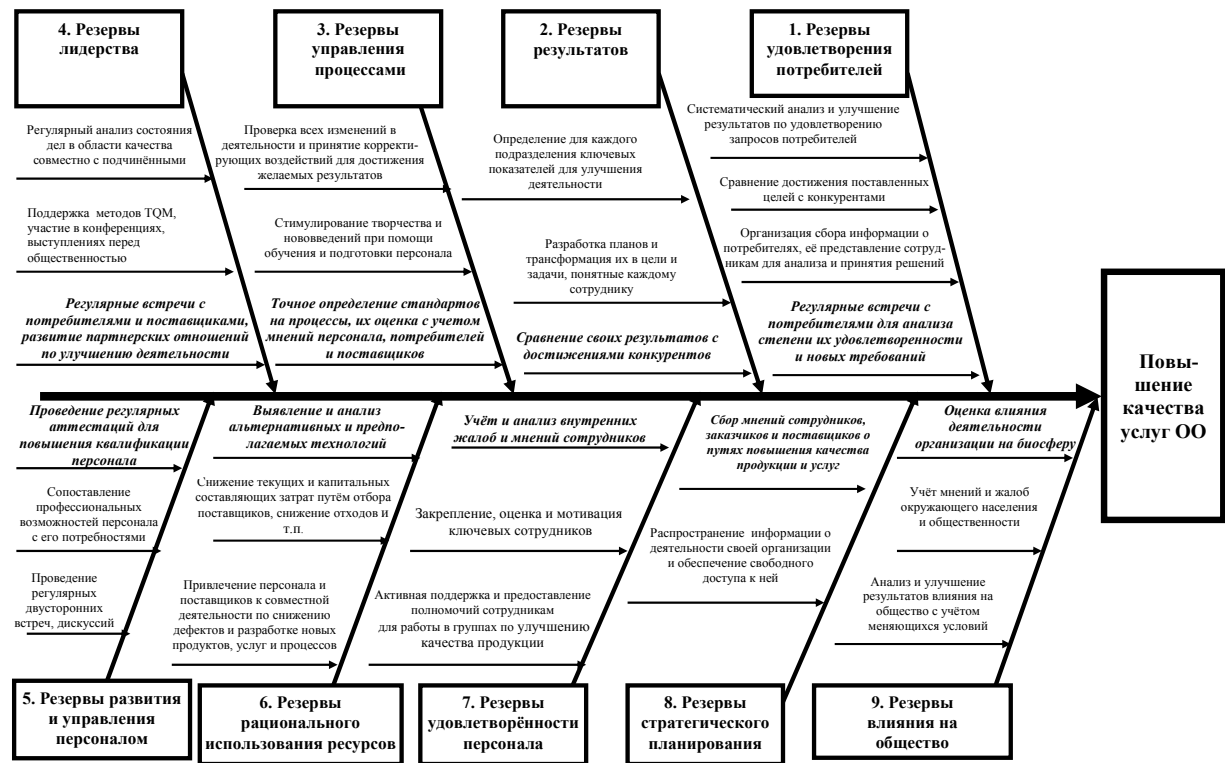 4. Резервы
лидерства
3. Резервы
управления
процессами
2. Резервы
результатов
1. Резервы
удовлетворения
потребителей
Регулярный анализ состояния
дел в области качества
совместно с подчинёнными
Поддержка методов TQM,
участие в конференциях,
выступлениях перед
общественностью
Регулярные встречи с
потребителями и поставщиками,
развитие партнерских отношений
по улучшению деятельности
Проверка всех изменений в
деятельности и принятие корректи-
рующих воздействий для достижения
желаемых результатов
Стимулирование творчества и
нововведений при помощи
обучения и подготовки персонала
Точное определение стандартов
на процессы, их оценка с учетом
мнений персонала, потребителей
и поставщиков
Определение для каждого
подразделения ключевых
показателей для улучшения
деятельности
Разработка планов и
трансформация их в цели и
задачи, понятные каждому
сотруднику
Сравнение своих результатов с
достижениями конкурентов
Систематический анализ и улучшение
результатов по удовлетворению
запросов потребителей
Сравнение достижения поставленных
целей с конкурентами
Организация сбора информации о
потребителях, её представление сотруд-
никам для анализа и принятия решений
Регулярные встречи с
потребителями для анализа
степени их удовлетворенности
и новых требований
Повы-
шение
качества
услуг ОО
Проведение регулярных
аттестаций для
повышения квалификации
персонала
Сопоставление
профессиональных
возможностей персонала
с его потребностями
Проведение
регулярных
двусторонних
встреч, дискуссий
Выявление и анализ
альтернативных и предпо-
лагаемых технологий
Снижение текущих и капитальных
составляющих затрат путём отбора
поставщиков, снижение отходов и
т.п.
Привлечение персонала и
поставщиков к совместной
деятельности по снижению
дефектов и разработке новых
продуктов, услуг и процессов
Учёт и анализ внутренних
жалоб и мнений сотрудников
Закрепление, оценка и мотивация
ключевых сотрудников
Активная поддержка и предоставление
полномочий сотрудникам
для работы в группах по улучшению
качества продукции
Сбор мнений сотрудников,
заказчиков и поставщиков о
путях повышения качества
продукции и услуг
Распространение информации о
деятельности своей организации
и обеспечение свободного
доступа к ней
Оценка влияния
деятельности
организации на биосферу
Учёт мнений и жалоб
окружающего населения
и общественности
Анализ и улучшение
результатов влияния на
общество с учётом
меняющихся условий
5. Резервы развития
и управления
персоналом
6. Резервы
рационального
использования ресурсов
7. Резервы
удовлетворённости
персонала
8. Резервы
стратегического
планирования
9. Резервы
влияния на
общество